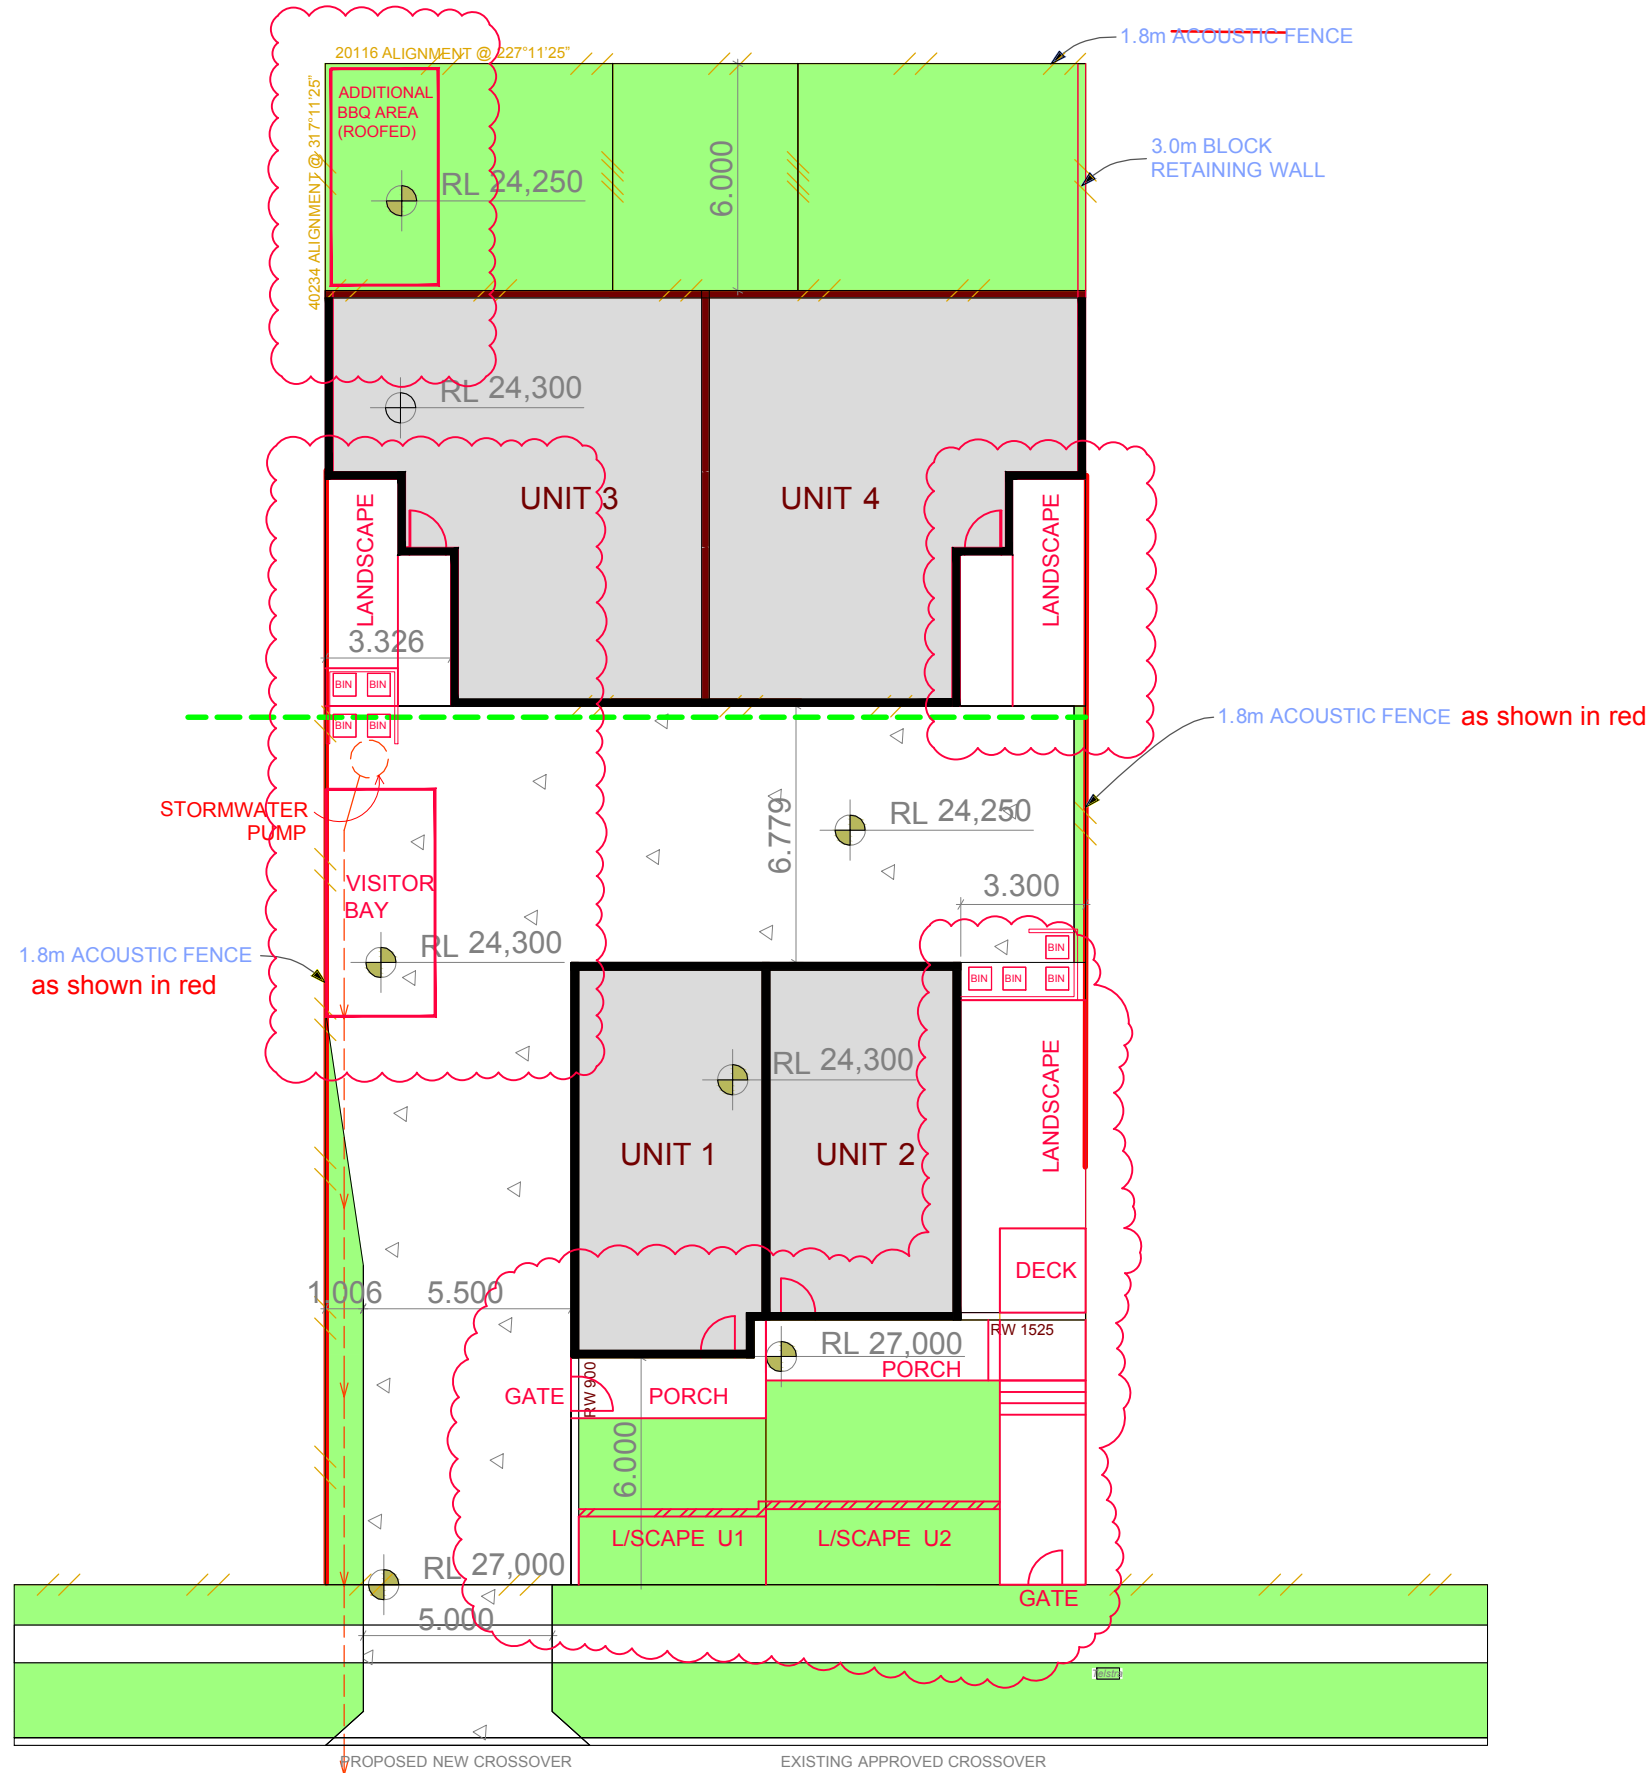 1.8m ACOUSTIC FENCE
20116 ALIGNMENT @ 227°11'25"
40234 ALIGNMENT @ 317°11'25"
ADDITIONAL
BBQ AREA
(ROOFED)
3.0m BLOCK
RETAINING WALL
RL 24,250
6.000
RL 24,300
UNIT 3
UNIT 4
LANDSCAPE
LANDSCAPE
3.326
BIN
BIN
BIN
BIN
1.8m ACOUSTIC FENCE as shown in red
STORMWATER
PUMP
6.779
RL 24,250
VISITOR
BAY
3.300
RL 24,300
1.8m ACOUSTIC FENCE
as shown in red
BIN
BIN
BIN
BIN
RL 24,300
LANDSCAPE
UNIT 1
UNIT 2
DECK
1.006
5.500
RW 1525
RL 27,000
PORCH
RW 900
GATE
PORCH
6.000
L/SCAPE U1
L/SCAPE U2
RL 27,000
GATE
5.000
Telstra
PROPOSED NEW CROSSOVER
EXISTING APPROVED CROSSOVER